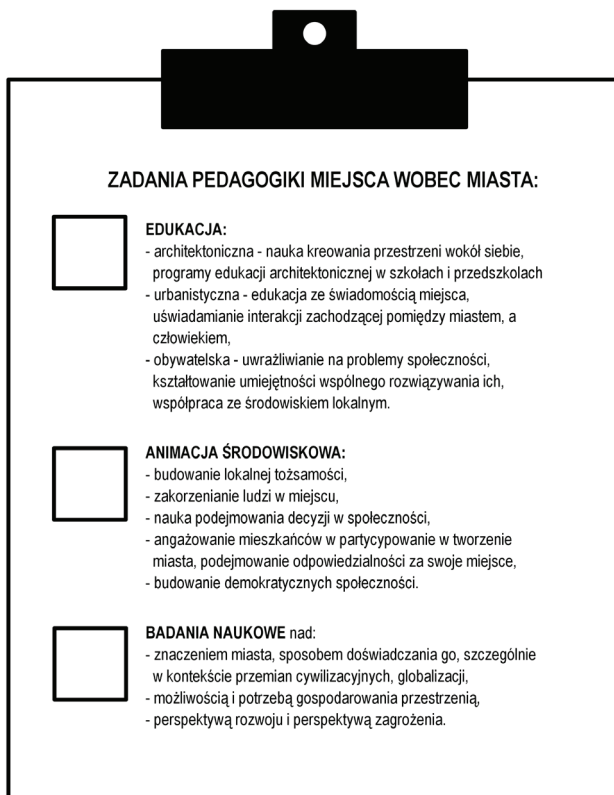 ZADANIA PEDAGOGIKI MIEJSCA WOBEC MIASTA:
EDUKACJA:
- architektoniczna - nauka kreowania przestrzeni wokół siebie,
programy edukacji architektonicznej w szkołach i przedszkolach
- urbanistyczna - edukacja ze świadomością miejsca,
uświadamianie interakcji zachodzącej pomiędzy miastem, a
człowiekiem,
- obywatelska - uwrażliwianie na problemy społeczności,
kształtowanie umiejętności wspólnego rozwiązywania ich,
współpraca ze środowiskiem lokalnym.
ANIMACJA ŚRODOWISKOWA:
- budowanie lokalnej tożsamości,
- zakorzenianie ludzi w miejscu,
- nauka podejmowania decyzji w społeczności,
- angażowanie mieszkańców w partycypowanie w tworzenie
miasta, podejmowanie odpowiedzialności za swoje miejsce,
- budowanie demokratycznych społeczności.
BADANIA NAUKOWE nad:
- znaczeniem miasta, sposobem doświadczania go, szczególnie
w kontekście przemian cywilizacyjnych, globalizacji,
- możliwością i potrzebą gospodarowania przestrzenią,
- perspektywą rozwoju i perspektywą zagrożenia.